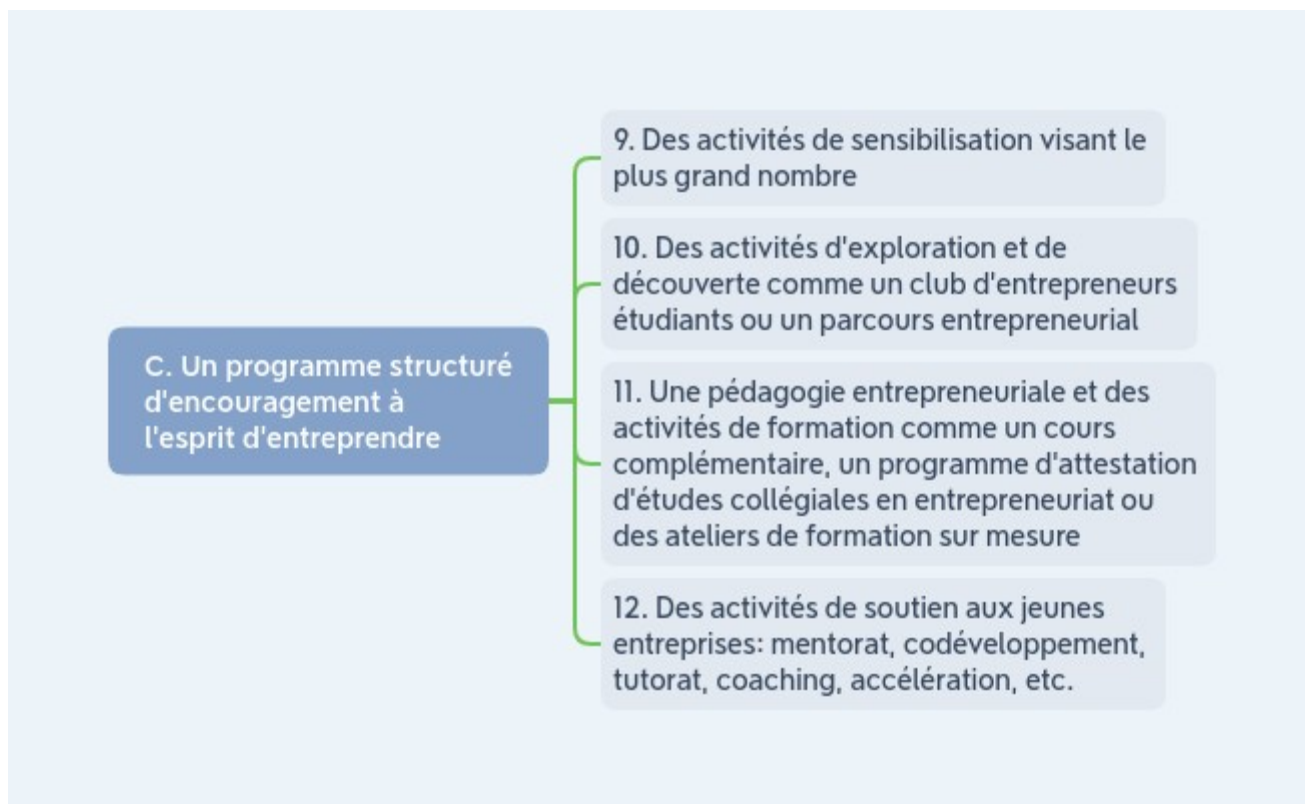 C. Un programme structuré
d'encouragement à
l'esprit d'entreprendre
9. Des activités de sensibilisation visant le
plus grand nombre
10. Des activités d'exploration et de
découverte comme un club d'entrepreneurs
étudiants ou un parcours entrepreneurial
11. Une pédagogie entrepreneuriale et des
activités de formation comme un cours
complémentaire, un programme d'attestation
d'études collégiales en entrepreneuriat ou
des ateliers de formation sur mesure
12. Des activités de soutien aux jeunes
entreprises: mentorat, codéveloppement,
tutorat, coaching, accélération, etc.